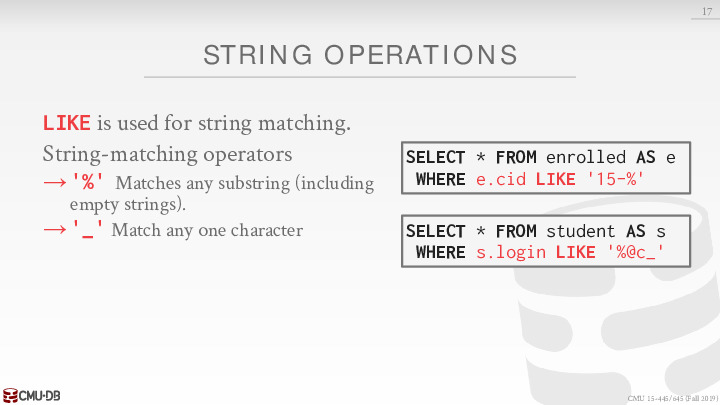 17
STRING OPERATIONS
LIKE is used for string matching.
String-matching operators
→ '%' Matches any substring (including
empty strings).
→ '_' Match any one character
SELECT * FROM enrolled AS e
WHERE e.cid LIKE '15-%'
SELECT * FROM student AS s
WHERE s.login LIKE '%@c_'
CMU·DB
CMU 15-445/645 (Fall 2019)